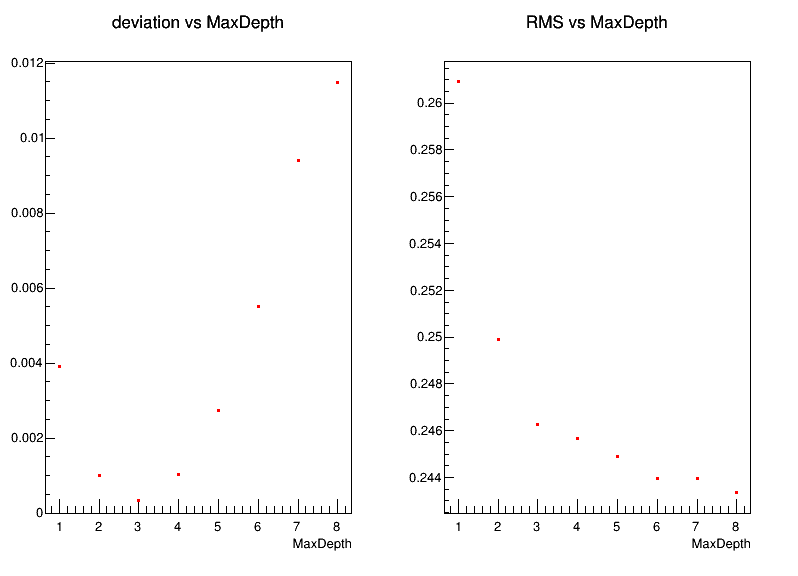 deviation vs MaxDepth
0.012
0.01
0.008
0.006
0.004
0.002
0
1 2 3 4 5 6 7 8
MaxDepth
RMS vs MaxDepth
0.26
0.258
0.256
0.254
0.252
0.25
0.248
0.246
0.244
1 2 3 4 5 6 7 8
MaxDepth